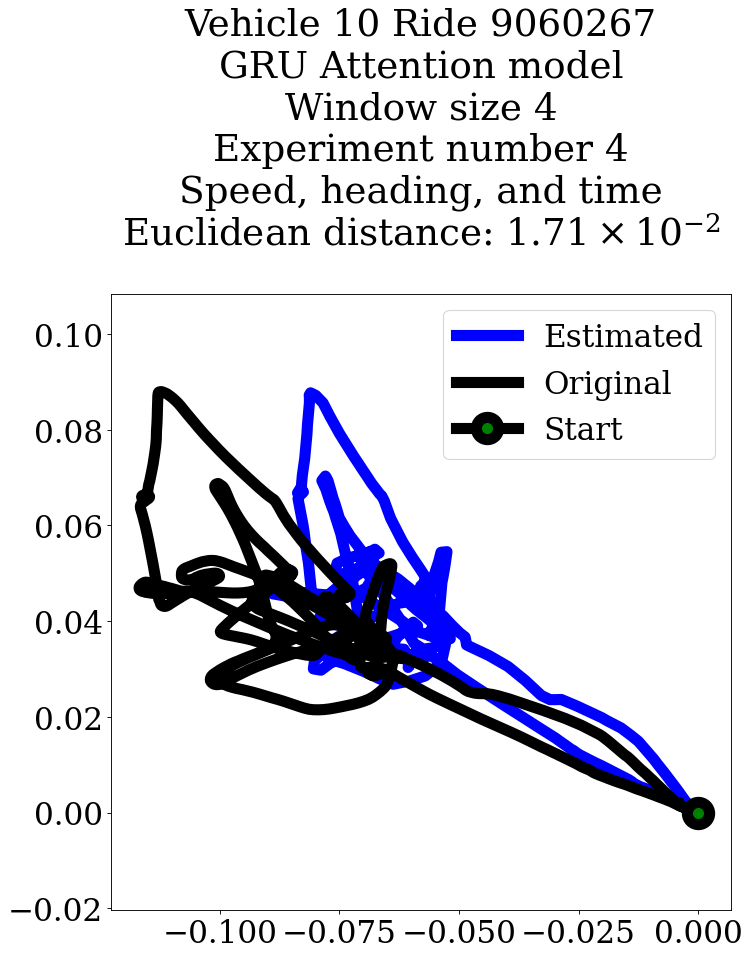 Vehicle 10 Ride 9060267
GRU Attention model
Window size 4
Experiment number 4
Speed, heading, and time
Euclidean distance: 1.71 × 10⁻²
Estimated
Original
Start
0.10
0.08
0.06
0.04
0.02
0.00
−0.02
−0.100 −0.075 −0.050 −0.025 0.000